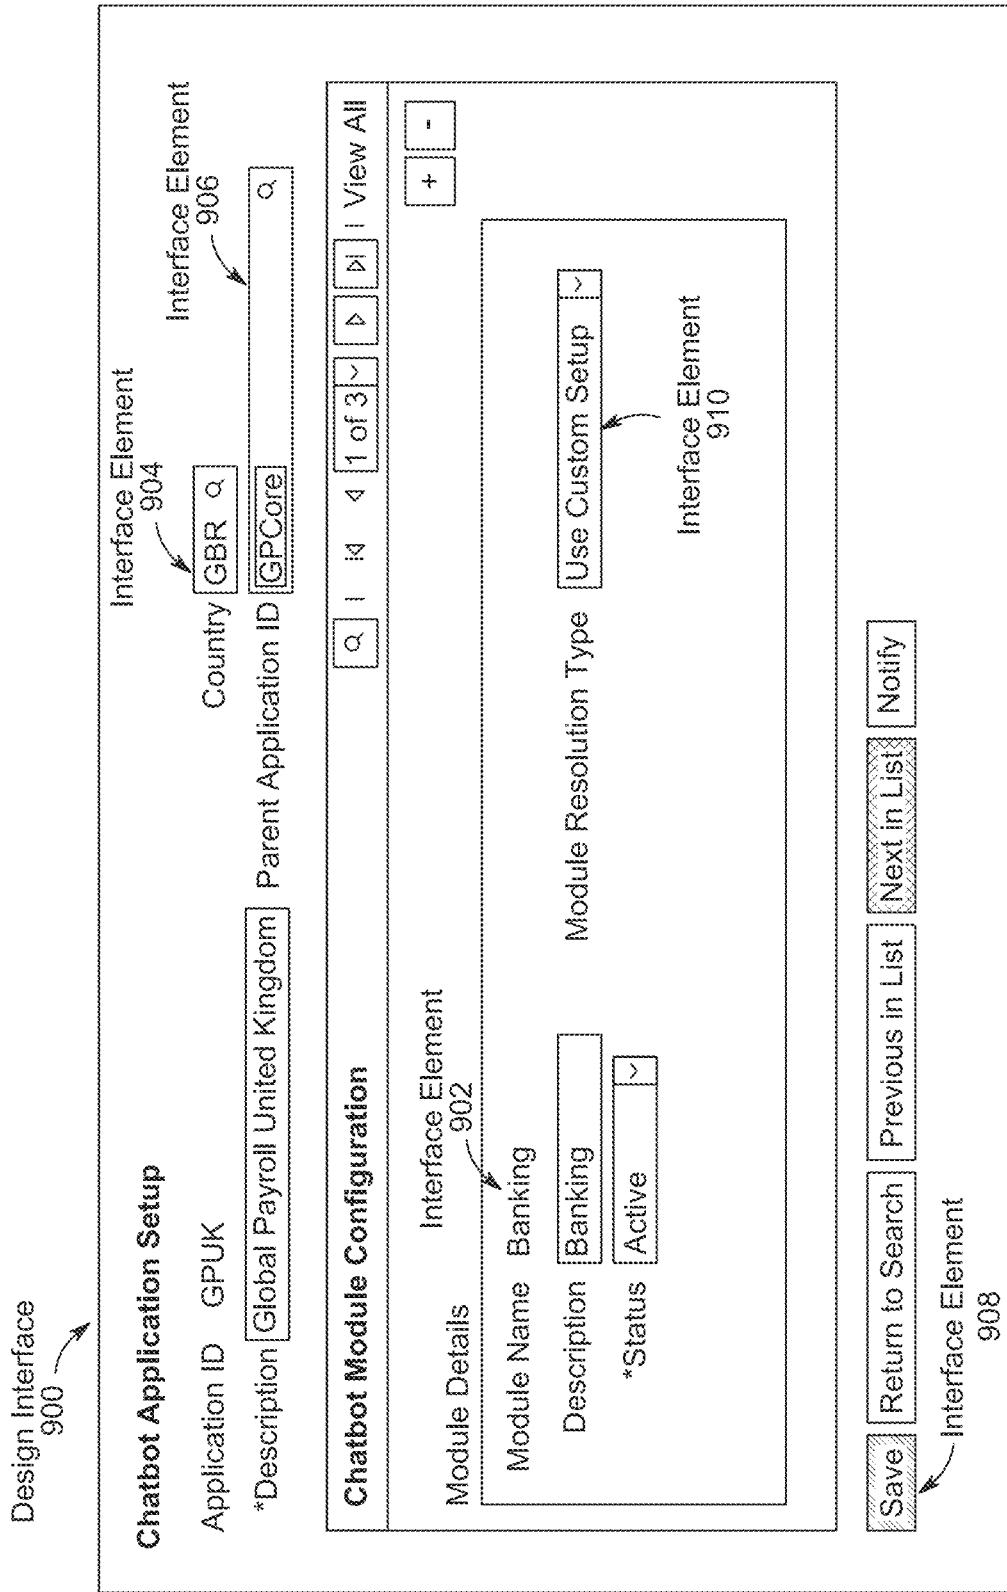 Design Interface
900
Chatbot Application Setup
Interface Element
904
Interface Element
906
Application ID GPUK Country GBR
*Description Global Payroll United Kingdom Parent Application ID GPCore
Chatbot Module Configuration 1 of 3 View All
Interface Element
902
+ -
Module Details
Module Name Banking
Description Banking Module Resolution Type Use Custom Setup
*Status Active
Interface Element
910
Save Return to Search Previous in List Next in List Notify
Interface Element
908